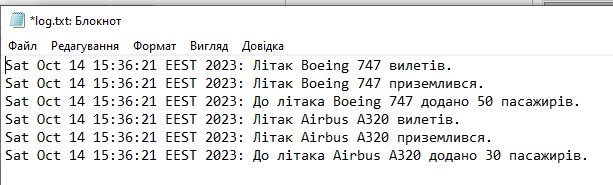 *log.txt: Блокнот
Файл Редагування Формат Вигляд Довідка
Sat Oct 14 15:36:21 EEST 2023: Літак Boeing 747 вилетів.
Sat Oct 14 15:36:21 EEST 2023: Літак Boeing 747 приземлився.
Sat Oct 14 15:36:21 EEST 2023: До літака Boeing 747 додано 50 пасажирів.
Sat Oct 14 15:36:21 EEST 2023: Літак Airbus A320 вилетів.
Sat Oct 14 15:36:21 EEST 2023: Літак Airbus A320 приземлився.
Sat Oct 14 15:36:21 EEST 2023: До літака Airbus A320 додано 30 пасажирів.